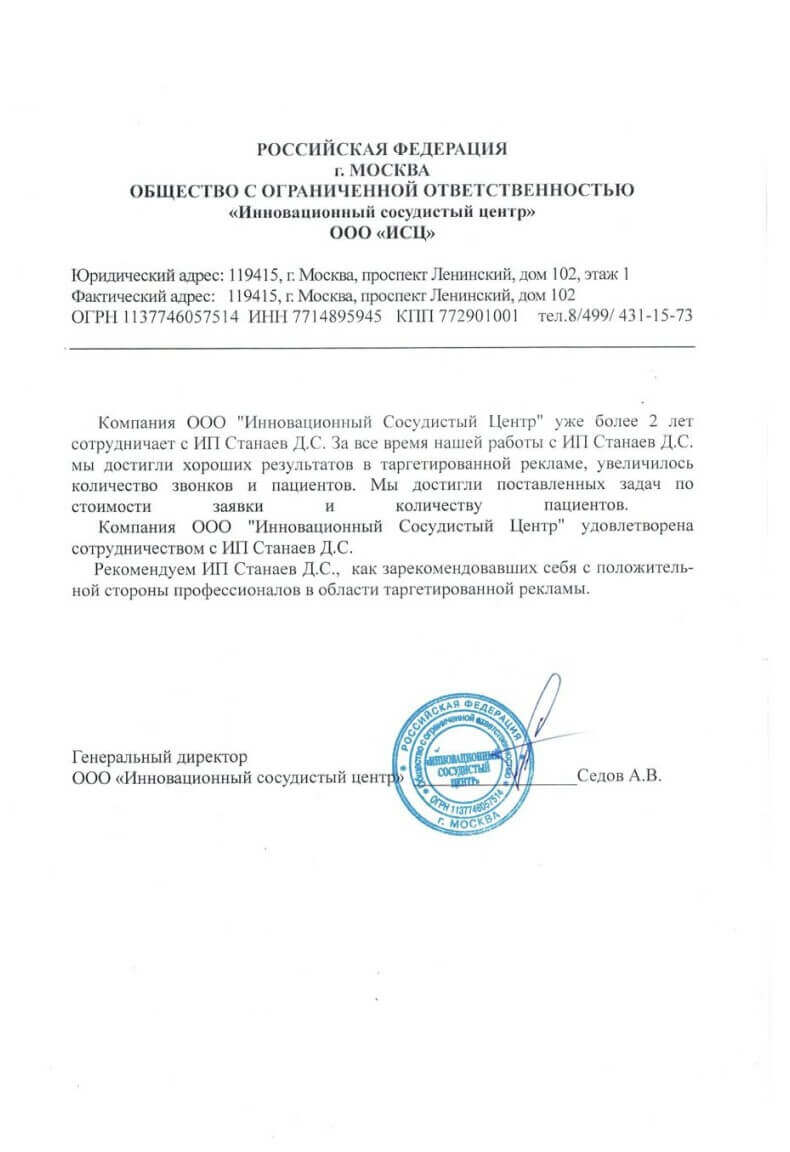 РОССИЙСКАЯ ФЕДЕРАЦИЯ
г. МОСКВА
ОБЩЕСТВО С ОГРАНИЧЕННОЙ ОТВЕТСТВЕННОСТЬЮ
«Инновационный сосудистый центр»
ООО «ИСЦ»
Юридический адрес: 119415, г. Москва, проспект Ленинский, дом 102, этаж 1
Фактический адрес: 119415, г. Москва, проспект Ленинский, дом 102
ОГРН 1137746057514 ИНН 7714895945 КПП 772901001 тел.8/499/ 431-15-73
Компания ООО "Инновационный Сосудистый Центр" уже более 2 лет
сотрудничает с ИП Станаев Д.С. За все время нашей работы с ИП Станаев Д.С.
мы достигли хороших результатов в таргетированной рекламе, увеличилось
количество звонков и пациентов. Мы достигли поставленных задач по
стоимости заявки и количеству пациентов.
Компания ООО "Инновационный Сосудистый Центр" удовлетворена
сотрудничеством с ИП Станаев Д.С.
Рекомендуем ИП Станаев Д.С., как зарекомендовавших себя с положитель-
ной стороны профессионалов в области таргетированной рекламы.
Генеральный директор
ООО «Инновационный сосудистый центр» Седов А.В.
РОССИЙСКАЯ ФЕДЕРАЦИЯ
Общество с ограниченной ответственностью
«ИННОВАЦИОННЫЙ
СОСУДИСТЫЙ
ЦЕНТР»
ОГРН 1137746057514
г. МОСКВА